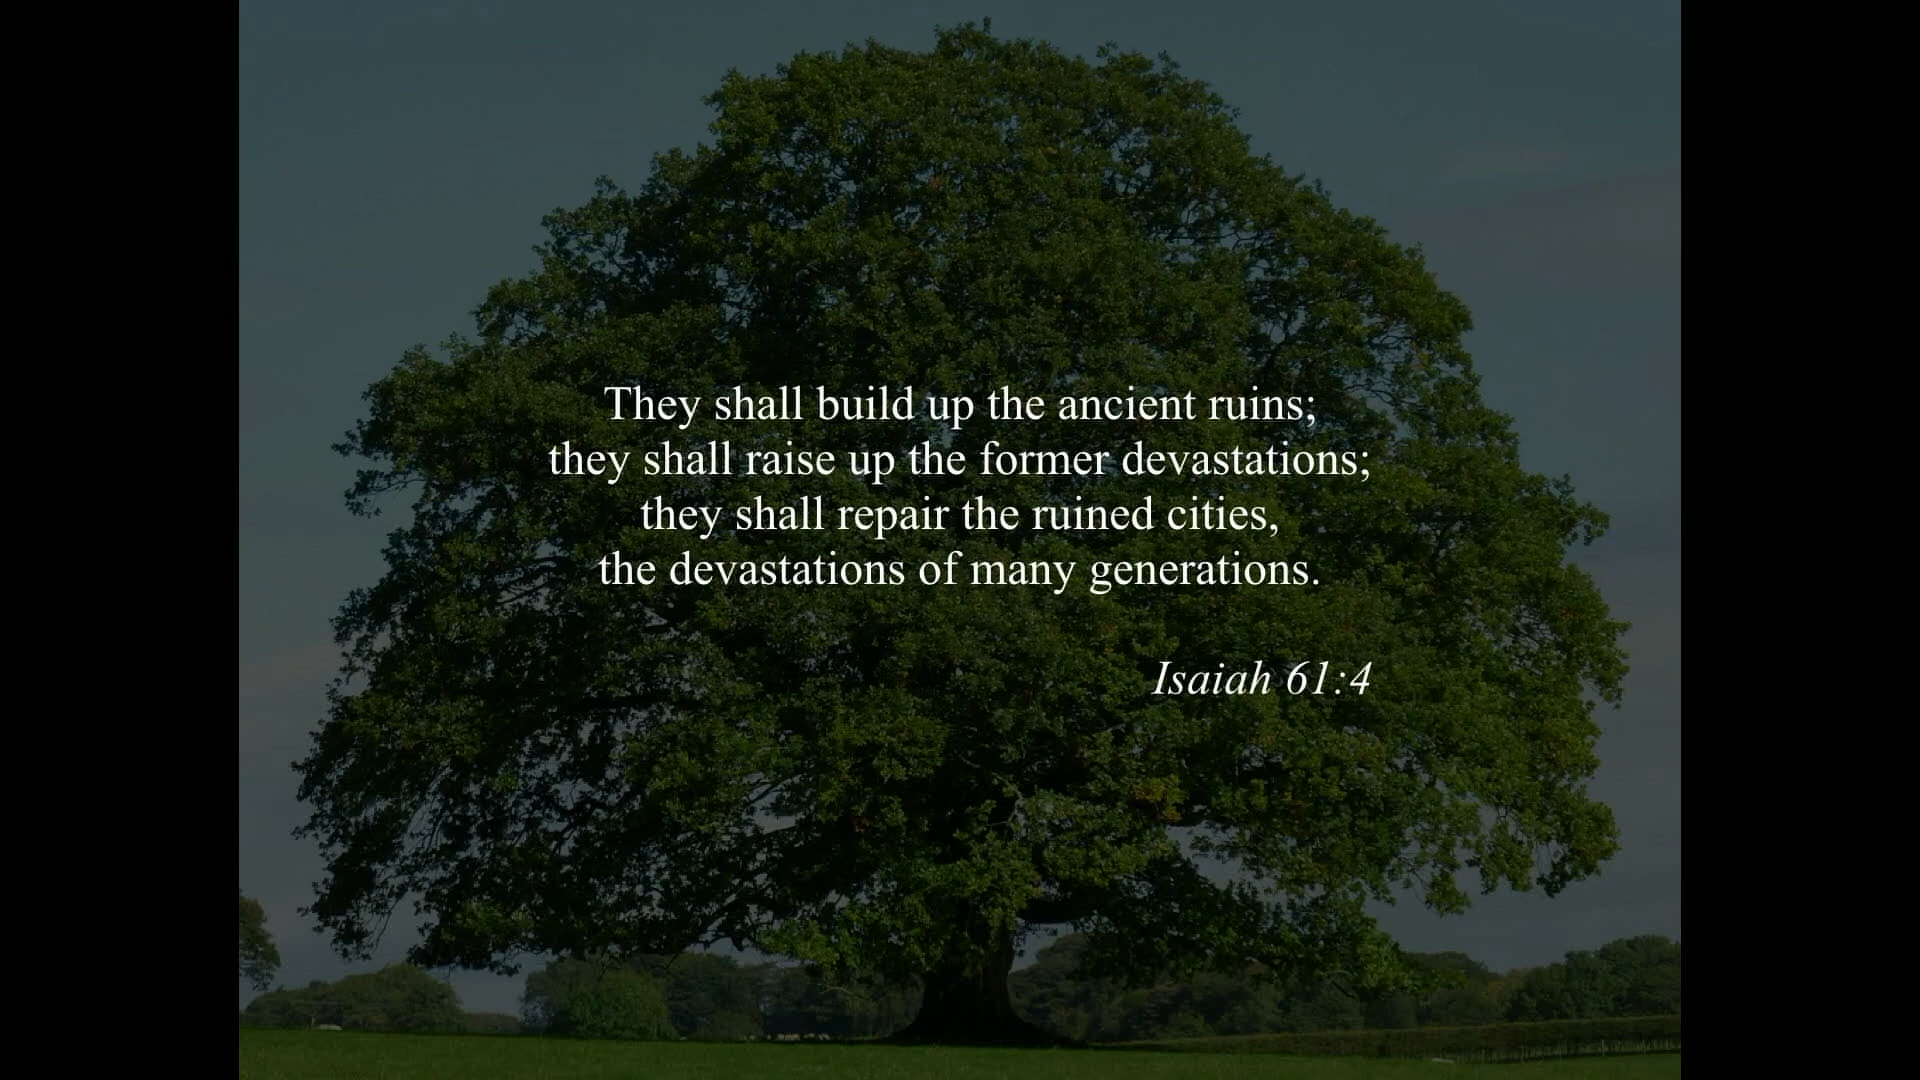 They shall build up the ancient ruins;
they shall raise up the former devastations;
they shall repair the ruined cities,
the devastations of many generations.
Isaiah 61:4